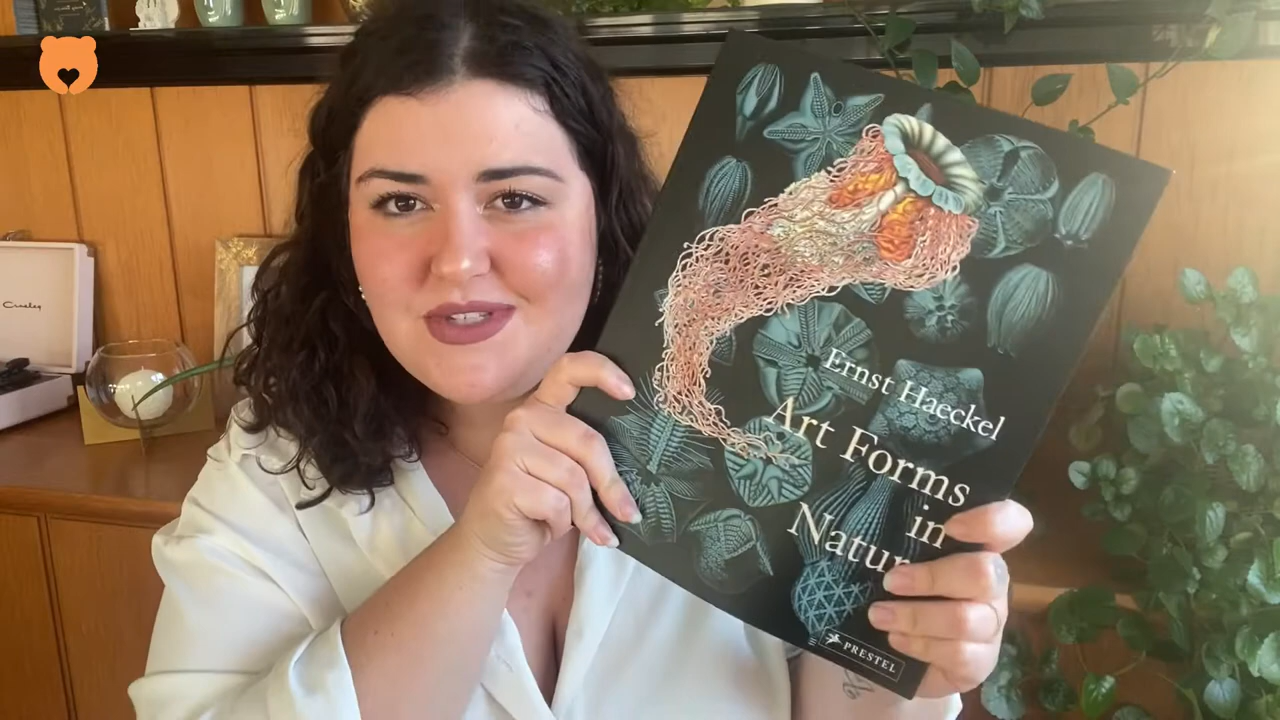 Crosley
Ernst Haeckel
Art Forms
in
Natur
PRESTEL